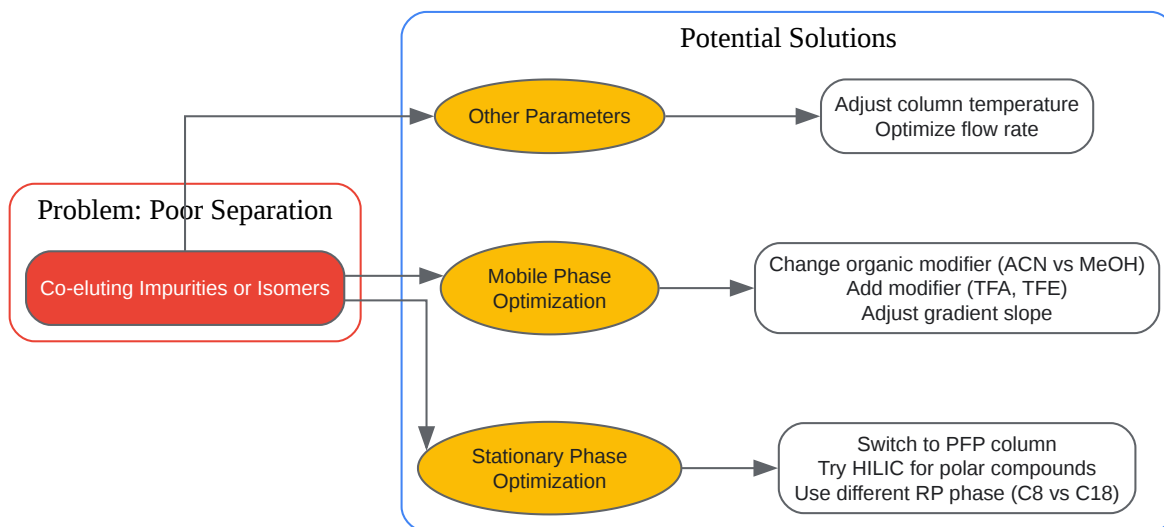 Potential Solutions
Other Parameters
Adjust column temperature
Optimize flow rate
Problem: Poor Separation
Co-eluting Impurities or Isomers
Mobile Phase
Optimization
Change organic modifier (ACN vs MeOH)
Add modifier (TFA, TFE)
Adjust gradient slope
Stationary Phase
Optimization
Switch to PFP column
Try HILIC for polar compounds
Use different RP phase (C8 vs C18)